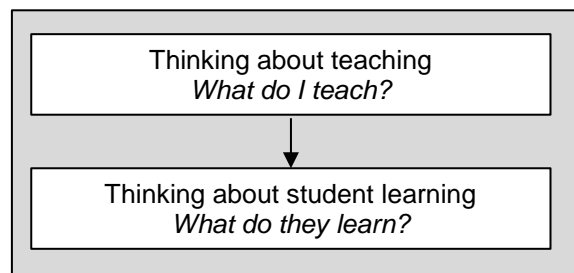 Thinking about teaching
What do I teach?
Thinking about student learning
What do they learn?